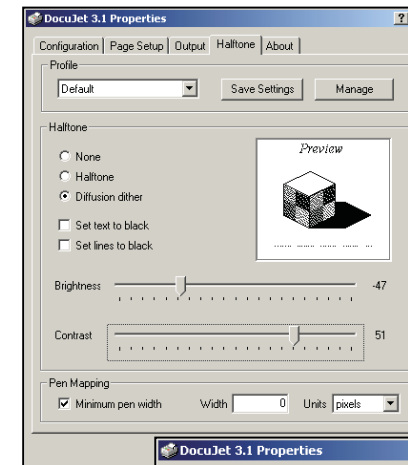 DocuJet 3.1 Properties ?
Configuration Page Setup Output Halftone About
Profile
Default Save Settings Manage
Halftone
None
Halftone
Diffusion dither
Set text to black
Set lines to black
Preview
Brightness -47
Contrast 51
Pen Mapping
Minimum pen width Width 0 Units pixels
DocuJet 3.1 Properties